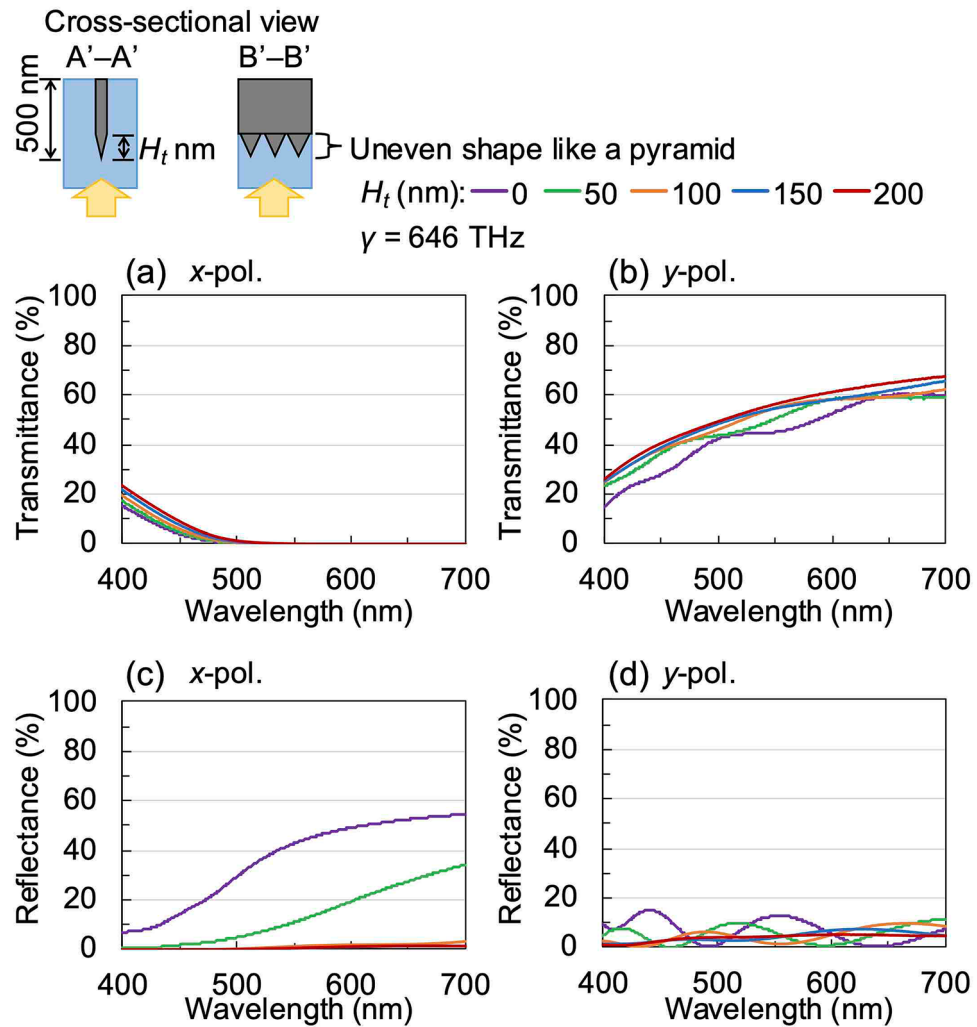 Cross-sectional view
A’–A’ B’–B’
500 nm
H_t nm
Uneven shape like a pyramid
H_t (nm): 0 50 100 150 200
γ = 646 THz
(a) x-pol.
Transmittance (%)
100
80
60
40
20
0
400 500 600 700
Wavelength (nm)
(b) y-pol.
Transmittance (%)
100
80
60
40
20
0
400 500 600 700
Wavelength (nm)
(c) x-pol.
Reflectance (%)
100
80
60
40
20
0
400 500 600 700
Wavelength (nm)
(d) y-pol.
Reflectance (%)
100
80
60
40
20
0
400 500 600 700
Wavelength (nm)